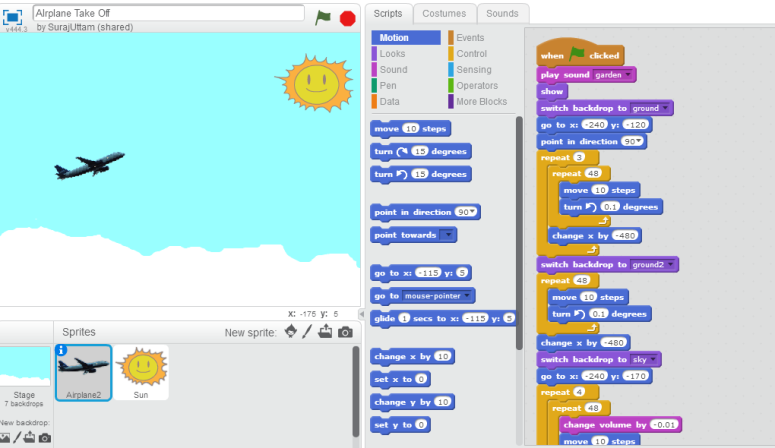 Airplane Take Off
v444.3
by SurajUttam (shared)
x: -175 y: 5
Sprites
New sprite:
Stage
7 backdrops
New backdrop:
Airplane2
Sun
Scripts
Costumes
Sounds
Motion
Looks
Sound
Pen
Data
Events
Control
Sensing
Operators
More Blocks
move 10 steps
turn 15 degrees
turn 15 degrees
point in direction 90
point towards
go to x: -115 y: 5
go to mouse-pointer
glide 1 secs to x: -115 y: 5
change x by 10
set x to 0
change y by 10
set y to 0
when clicked
play sound garden
show
switch backdrop to ground
go to x: -240 y: -120
point in direction 90
repeat 3
repeat 48
move 10 steps
turn 0.1 degrees
change x by -480
switch backdrop to ground2
repeat 48
move 10 steps
turn 0.1 degrees
change x by -480
switch backdrop to sky
go to x: -240 y: -170
repeat 4
repeat 48
change volume by -0.01
move 10 steps